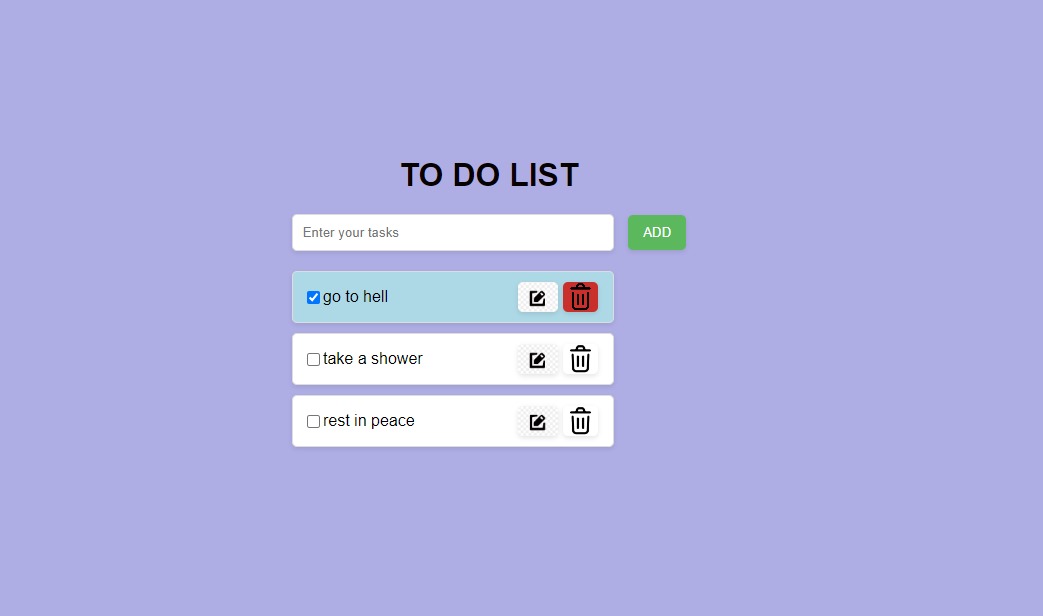 TO DO LIST
Enter your tasks
ADD
go to hell
take a shower
rest in peace